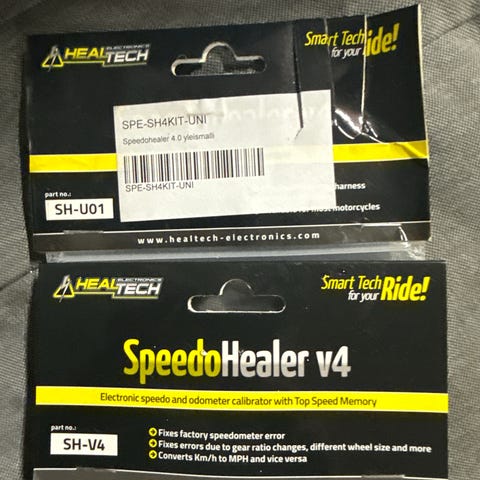 HEALTECH
ELECTRONICS
Smart Tech
for your Ride!
SPE-SH4KIT-UNI
Speedohealer 4.0 yleismalli
SPE-SH4KIT-UNI
harness
part no.:
SH-U01
for most motorcycles
www.healtech-electronics.com
HEALTECH
ELECTRONICS
Smart Tech
for your Ride!
SpeedoHealer v4
Electronic speedo and odometer calibrator with Top Speed Memory
part no.:
SH-V4
Fixes factory speedometer error
Fixes errors due to gear ratio changes, different wheel size and more
Converts Km/h to MPH and vice versa